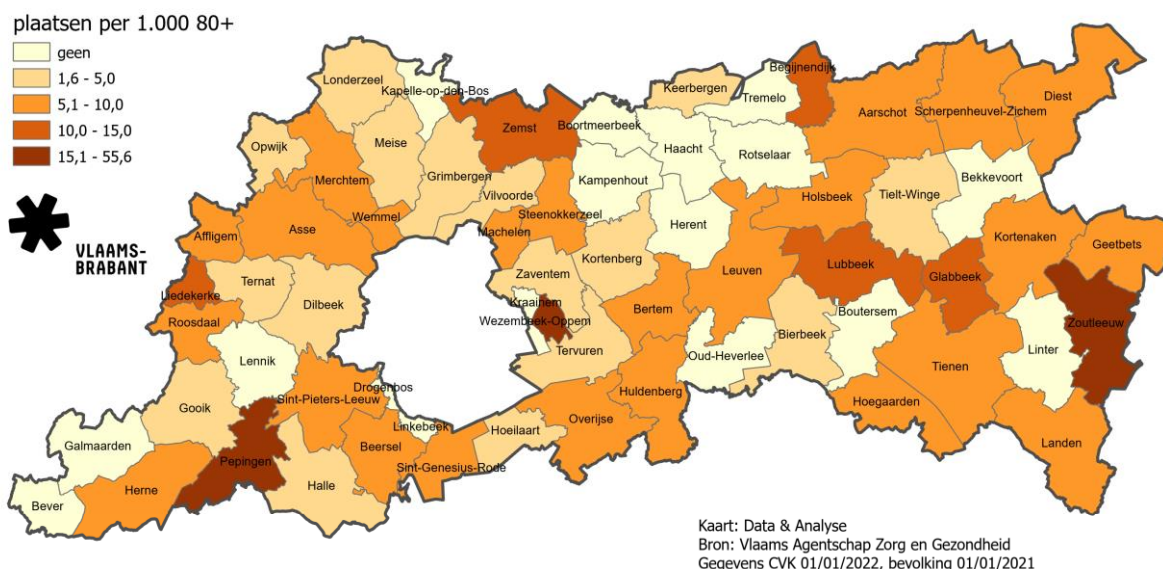 plaatsen per 1.000 80+
geen
1,6 - 5,0
5,1 - 10,0
10,0 - 15,0
15,1 - 55,6
VLAAMS-
BRABANT
Londerzeel
Kapelle-op-den-Bos
Keerbergen
Begijnendijk
Tremelo
Aarschot
Scherpenheuvel-Zichem
Diest
Opwijk
Meise
Zemst
Boortmeerbeek
Haacht
Rotselaar
Merchtem
Grimbergen
Vilvoorde
Kampenhout
Holsbeek
Tielt-Winge
Bekkevoort
Affligem
Asse
Wemmel
Machelen
Steenokkerzeel
Herent
Kortenaken
Geetbets
Liedekerke
Ternat
Dilbeek
Zaventem
Kortenberg
Leuven
Lubbeek
Glabbeek
Roosdaal
Kraainem
Wezembeek-Oppem
Bertem
Boutersem
Zoutleeuw
Lennik
Tervuren
Oud-Heverlee
Bierbeek
Linter
Gooik
Drogenbos
Sint-Pieters-Leeuw
Huldenberg
Tienen
Galmaarden
Linkebeek
Hoeilaart
Overijse
Hoegaarden
Landen
Pepingen
Beersel
Sint-Genesius-Rode
Bever
Herne
Halle
Kaart: Data & Analyse
Bron: Vlaams Agentschap Zorg en Gezondheid
Gegevens CVK 01/01/2022, bevolking 01/01/2021